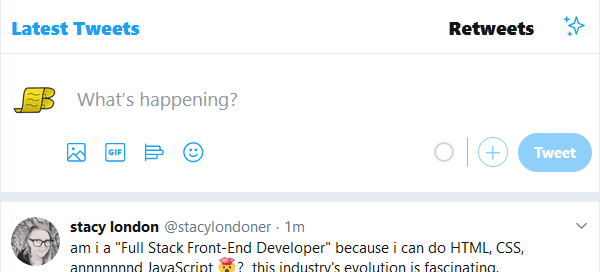 Latest Tweets Retweets
What's happening?
GIF
Tweet
stacy london @stacylondoner · 1m
am i a "Full Stack Front-End Developer" because i can do HTML, CSS,
annnnnnnd JavaScript 🤯? this industry's evolution is fascinating.